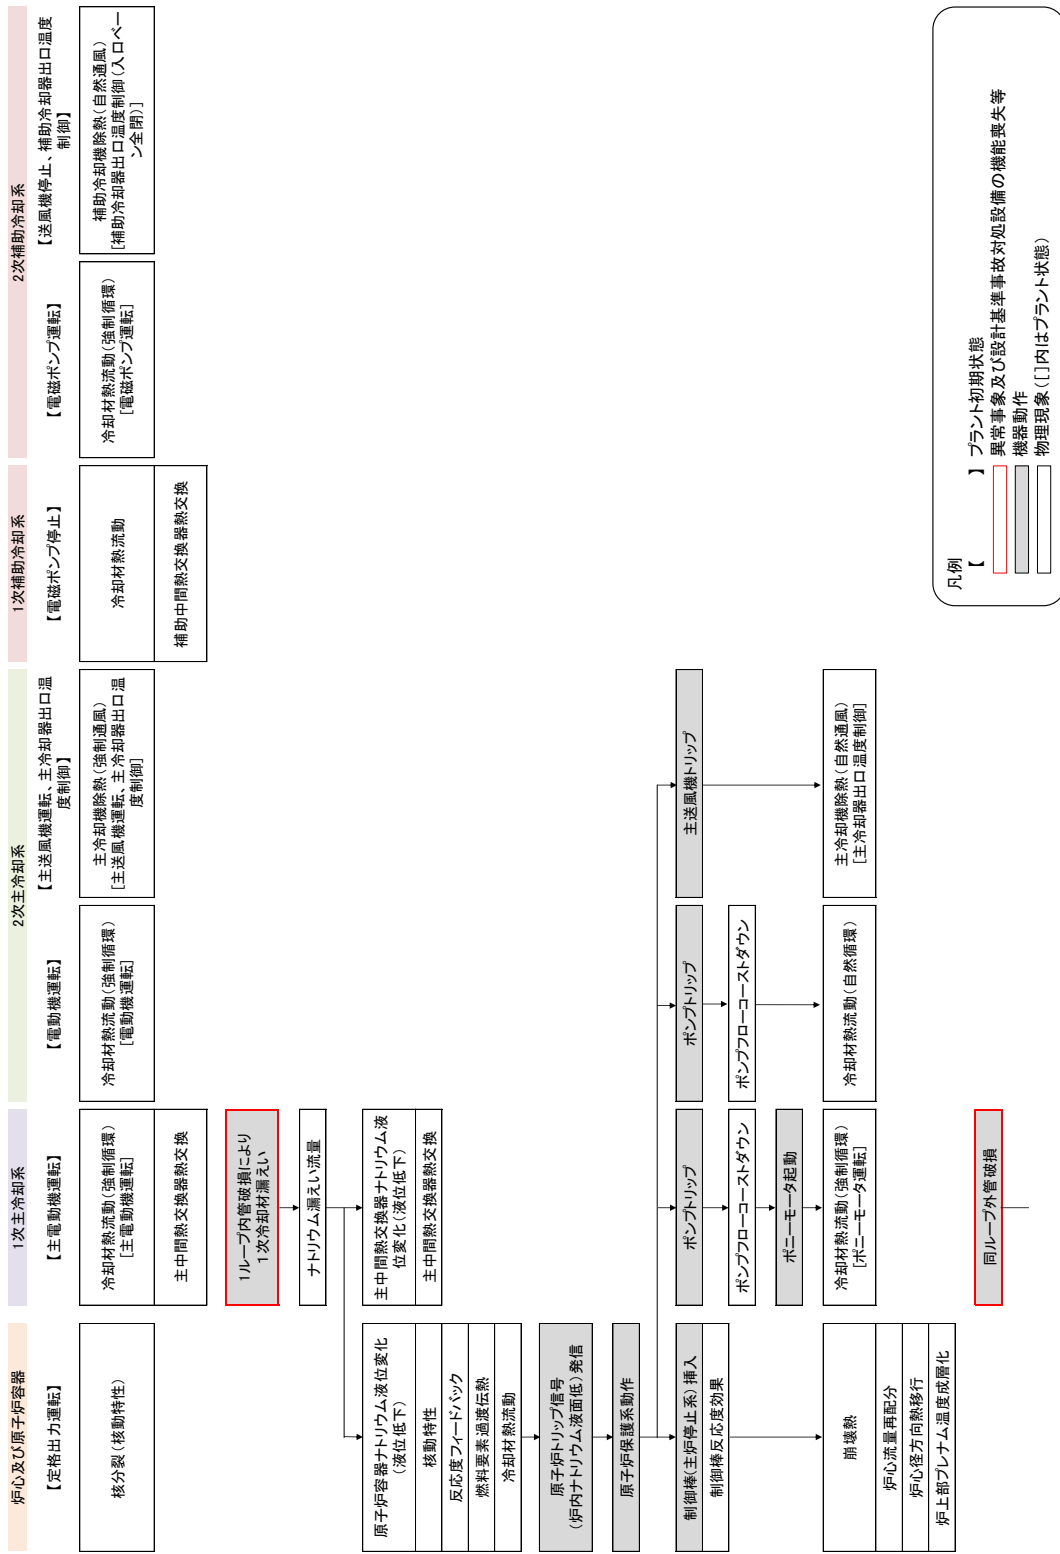 炉心及び原子炉容器
1次主冷却系
2次主冷却系
1次補助冷却系
2次補助冷却系
【定格出力運転】
【主電動機運転】
【電動機運転】
【主送風機運転、主冷却器出口温
度制御】
【電磁ポンプ停止】
【電磁ポンプ運転】
【送風機停止、補助冷却器出口温度
制御】
核分裂(核動特性)
冷却材熱流動(強制循環)
[主電動機運転]
主中間熱交換器熱交換
冷却材熱流動(強制循環)
[電動機運転]
主冷却機除熱(強制通風)
[主送風機運転、主冷却器出口温
度制御]
冷却材熱流動
補助中間熱交換器熱交換
冷却材熱流動(強制循環)
[電磁ポンプ運転]
補助冷却機除熱(自然通風)
[補助冷却器出口温度制御(入口ベー
ン全閉)]
1ループ内管破損により
1次冷却材漏えい
ナトリウム漏えい流量
原子炉容器ナトリウム液位変化
(液位低下)
核動特性
反応度フィードバック
燃料要素過渡伝熱
冷却材熱流動
主中間熱交換器ナトリウム液
位変化(液位低下)
主中間熱交換器熱交換
原子炉トリップ信号
(炉内ナトリウム液面低)発信
原子炉保護系動作
制御棒(主炉停止系)挿入
制御棒反応度効果
ポンプトリップ
ポンプフローコーストダウン
ポニーモータ起動
ポンプトリップ
ポンプフローコーストダウン
主送風機トリップ
崩壊熱
炉心流量再配分
炉心径方向熱移行
炉上部プレナム温度成層化
冷却材熱流動(強制循環)
[ポニーモータ運転]
冷却材熱流動(自然循環)
主冷却機除熱(自然通風)
[主冷却器出口温度制御]
同ループ外管破損
凡例
【 】 プラント初期状態
異常事象及び設計基準事故対処設備の機能喪失等
機器動作
物理現象([]内はプラント状態)